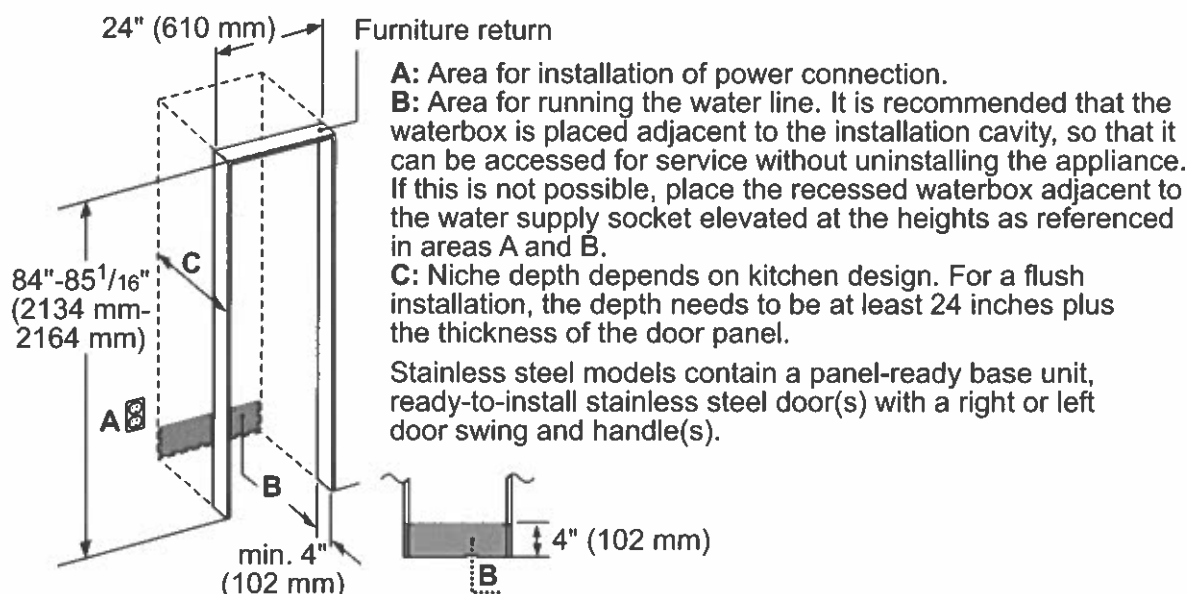 24" (610 mm)
Furniture return
A: Area for installation of power connection.
B: Area for running the water line. It is recommended that the
waterbox is placed adjacent to the installation cavity, so that it
can be accessed for service without uninstalling the appliance.
If this is not possible, place the recessed waterbox adjacent to
the water supply socket elevated at the heights as referenced
in areas A and B.
C: Niche depth depends on kitchen design. For a flush
installation, the depth needs to be at least 24 inches plus
the thickness of the door panel.
Stainless steel models contain a panel-ready base unit,
ready-to-install stainless steel door(s) with a right or left
door swing and handle(s).
C
84"-85 1/16"
(2134 mm-
2164 mm)
A
B
min. 4"
(102 mm)
4" (102 mm)
B